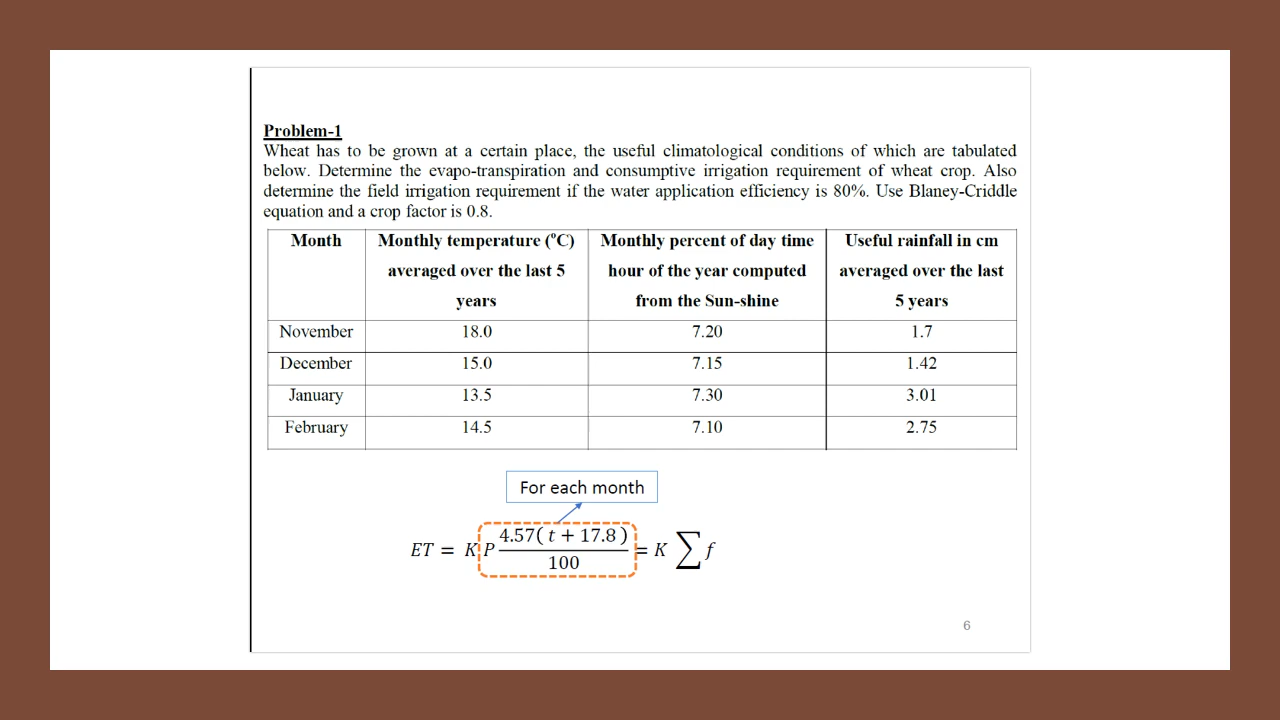 Problem-1
Wheat has to be grown at a certain place, the useful climatological conditions of which are tabulated
below. Determine the evapo-transpiration and consumptive irrigation requirement of wheat crop. Also
determine the field irrigation requirement if the water application efficiency is 80%. Use Blaney-Criddle
equation and a crop factor is 0.8.
Month Monthly temperature (°C) Monthly percent of day time Useful rainfall in cm
averaged over the last 5 hour of the year computed averaged over the last
years from the Sun-shine 5 years
November 18.0 7.20 1.7
December 15.0 7.15 1.42
January 13.5 7.30 3.01
February 14.5 7.10 2.75
For each month
ET = K P 4.57( t + 17.8 ) / 100 = K ∑ f
6